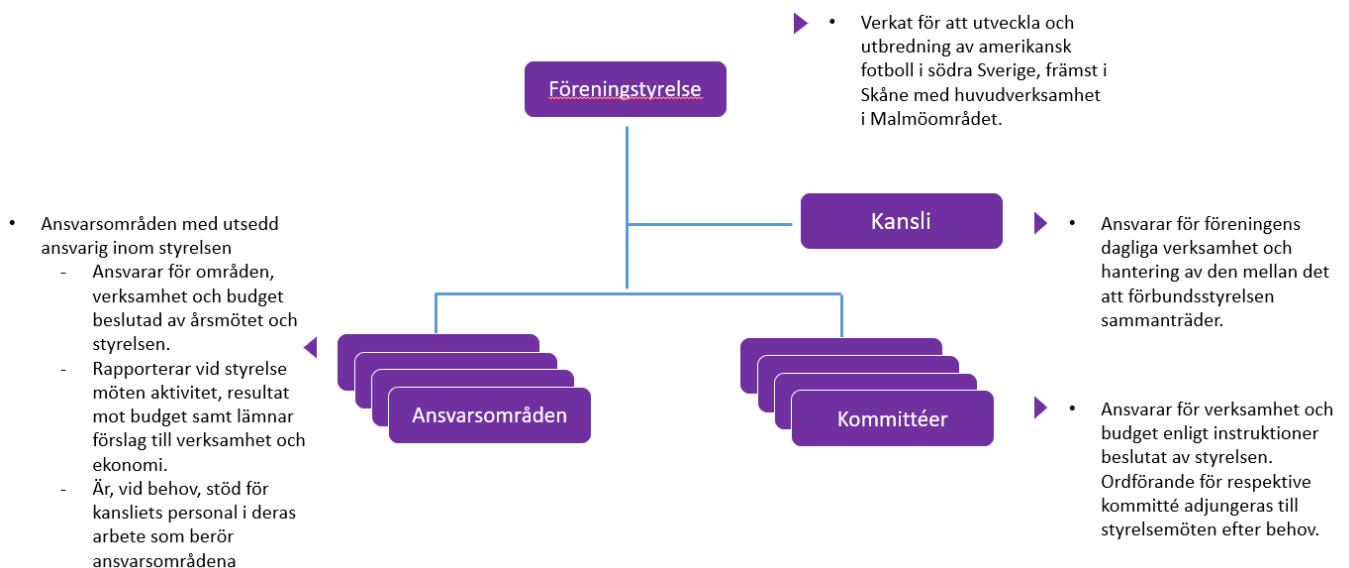 • Verkat för att utveckla och
utbredning av amerikansk
fotboll i södra Sverige, främst i
Skåne med huvudverksamhet
i Malmöområdet.
Föreningstyrelse
Kansli
• Ansvarar för föreningens
dagliga verksamhet och
hantering av den mellan det
att förbundsstyrelsen
sammanträder.
• Ansvarsområden med utsedd
ansvarig inom styrelsen
- Ansvarar för områden,
verksamhet och budget
beslutad av årsmötet och
styrelsen.
- Rapporterar vid styrelse
möten aktivitet, resultat
mot budget samt lämnar
förslag till verksamhet och
ekonomi.
- Är, vid behov, stöd för
kansliets personal i deras
arbete som berör
ansvarsområdena
Ansvarsområden
Kommittéer
• Ansvarar för verksamhet och
budget enligt instruktioner
beslutat av styrelsen.
Ordförande för respektive
kommitté adjungeras till
styrelsemöten efter behov.